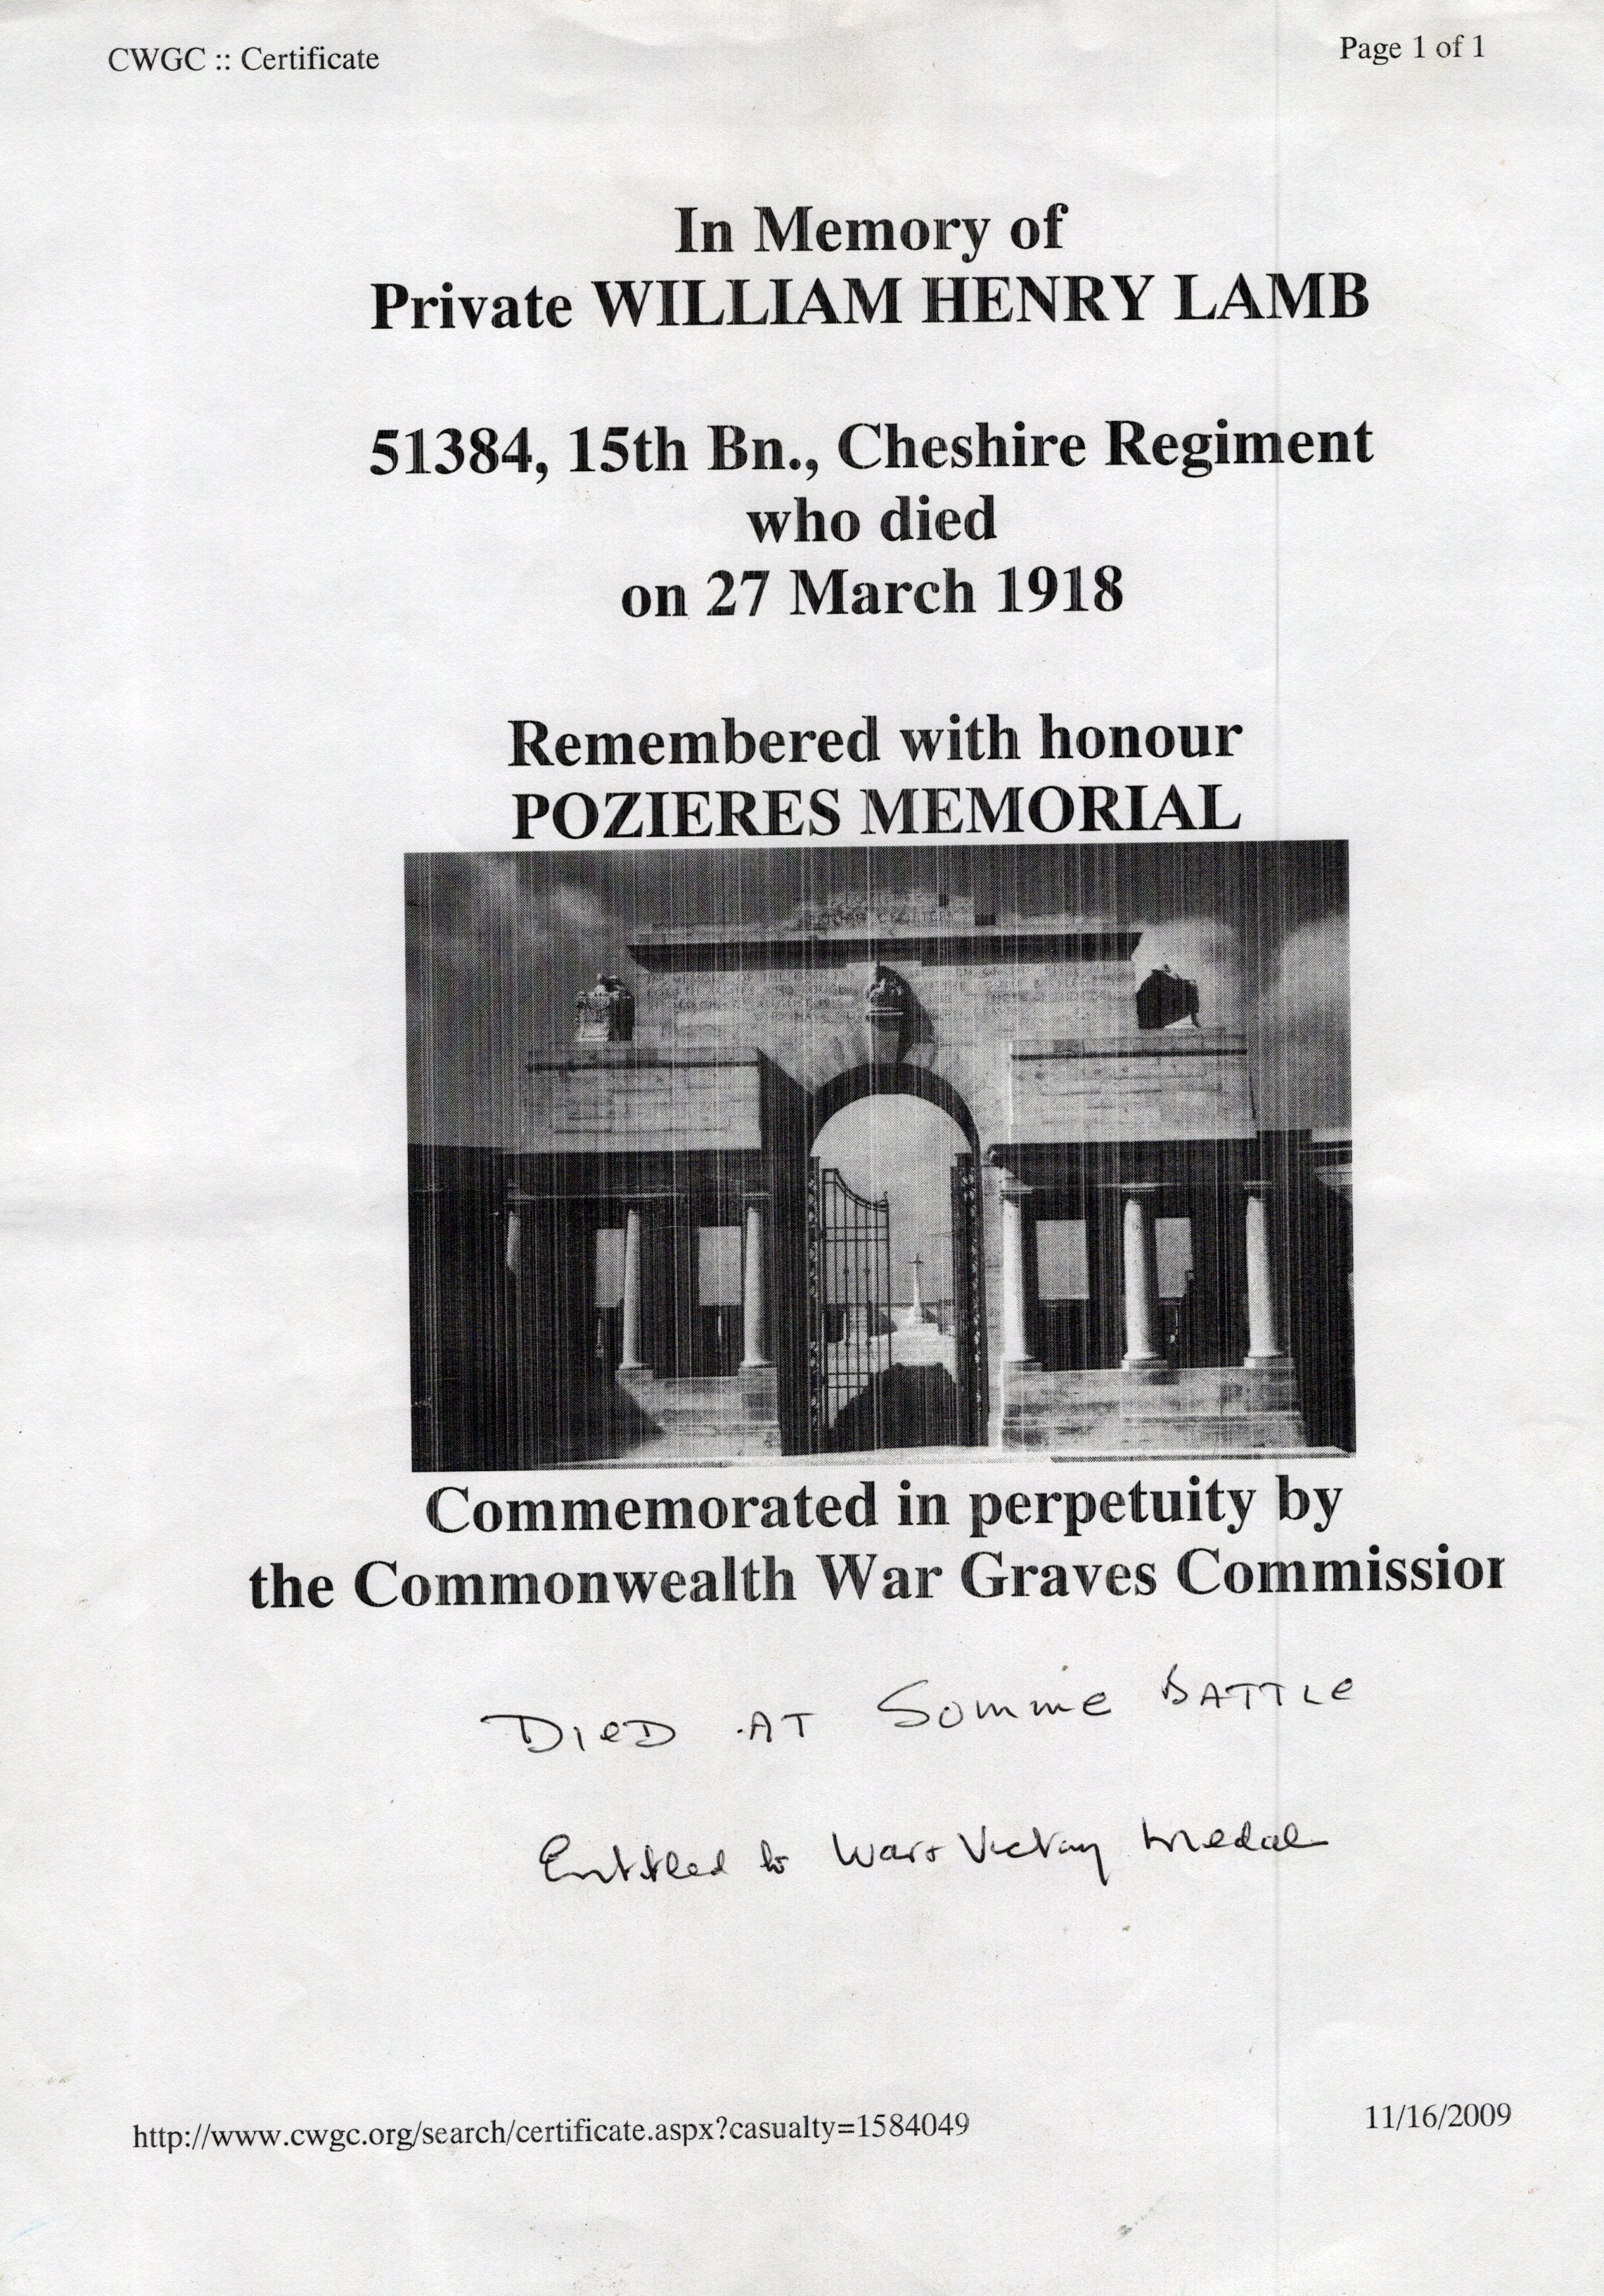 CWGC :: Certificate
Page 1 of 1
In Memory of
Private WILLIAM HENRY LAMB
51384, 15th Bn., Cheshire Regiment
who died
on 27 March 1918
Remembered with honour
POZIERES MEMORIAL
Commemorated in perpetuity by
the Commonwealth War Graves Commission
DIeD AT SommE BATTLe
Entitled to War + Victory Medal
http://www.cwgc.org/search/certificate.aspx?casualty=1584049
11/16/2009